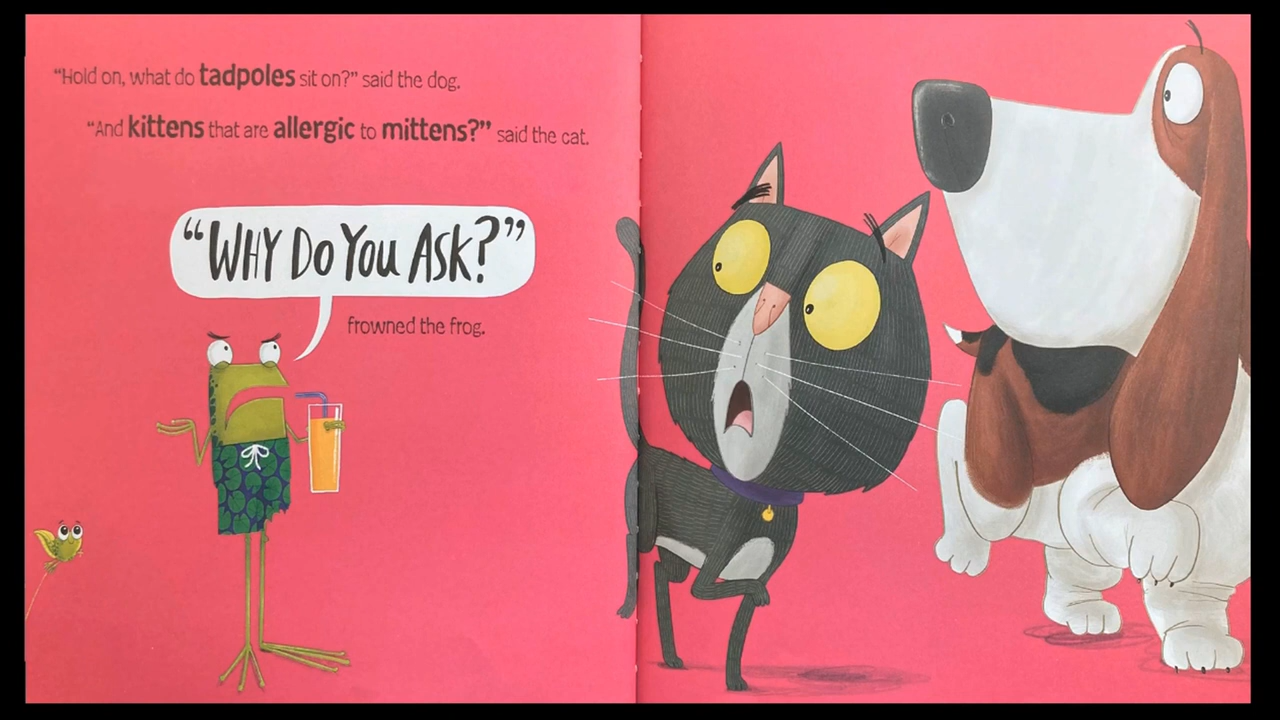 “Hold on, what do tadpoles sit on?” said the dog.
“And kittens that are allergic to mittens?” said the cat.
“WHY DO YOU ASK?”
frowned the frog.